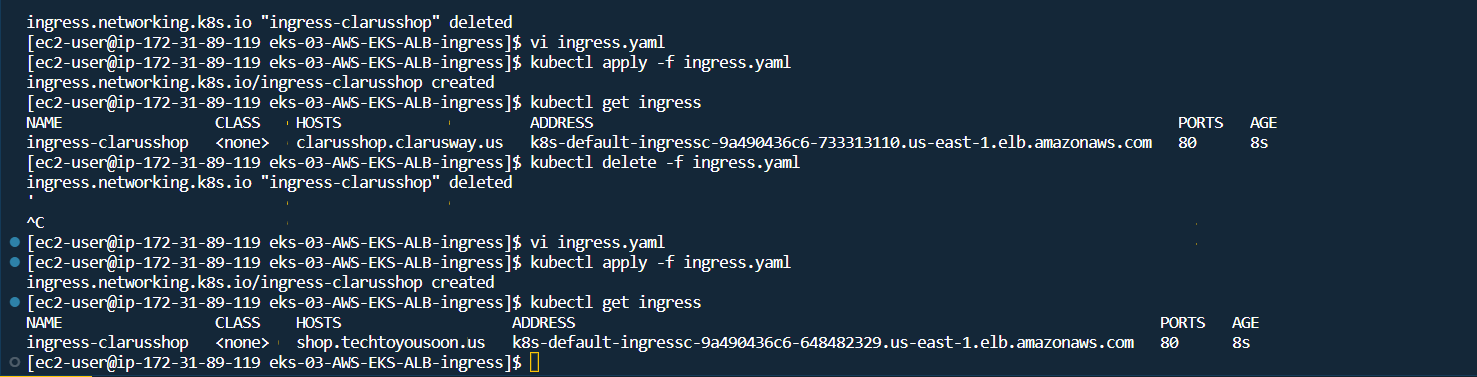 ingress.networking.k8s.io "ingress-clarusshop" deleted
[ec2-user@ip-172-31-89-119 eks-03-AWS-EKS-ALB-ingress]$ vi ingress.yaml
[ec2-user@ip-172-31-89-119 eks-03-AWS-EKS-ALB-ingress]$ kubectl apply -f ingress.yaml
ingress.networking.k8s.io/ingress-clarusshop created
[ec2-user@ip-172-31-89-119 eks-03-AWS-EKS-ALB-ingress]$ kubectl get ingress
NAME                 CLASS    HOSTS                     ADDRESS                                                                  PORTS   AGE
ingress-clarusshop   <none>   clarusshop.clarusway.us   k8s-default-ingressc-9a490436c6-733313110.us-east-1.elb.amazonaws.com   80      8s
[ec2-user@ip-172-31-89-119 eks-03-AWS-EKS-ALB-ingress]$ kubectl delete -f ingress.yaml
ingress.networking.k8s.io "ingress-clarusshop" deleted
'
^C
[ec2-user@ip-172-31-89-119 eks-03-AWS-EKS-ALB-ingress]$ vi ingress.yaml
[ec2-user@ip-172-31-89-119 eks-03-AWS-EKS-ALB-ingress]$ kubectl apply -f ingress.yaml
ingress.networking.k8s.io/ingress-clarusshop created
[ec2-user@ip-172-31-89-119 eks-03-AWS-EKS-ALB-ingress]$ kubectl get ingress
NAME                 CLASS    HOSTS                   ADDRESS                                                                  PORTS   AGE
ingress-clarusshop   <none>   shop.techtoyousoon.us   k8s-default-ingressc-9a490436c6-648482329.us-east-1.elb.amazonaws.com   80      8s
[ec2-user@ip-172-31-89-119 eks-03-AWS-EKS-ALB-ingress]$